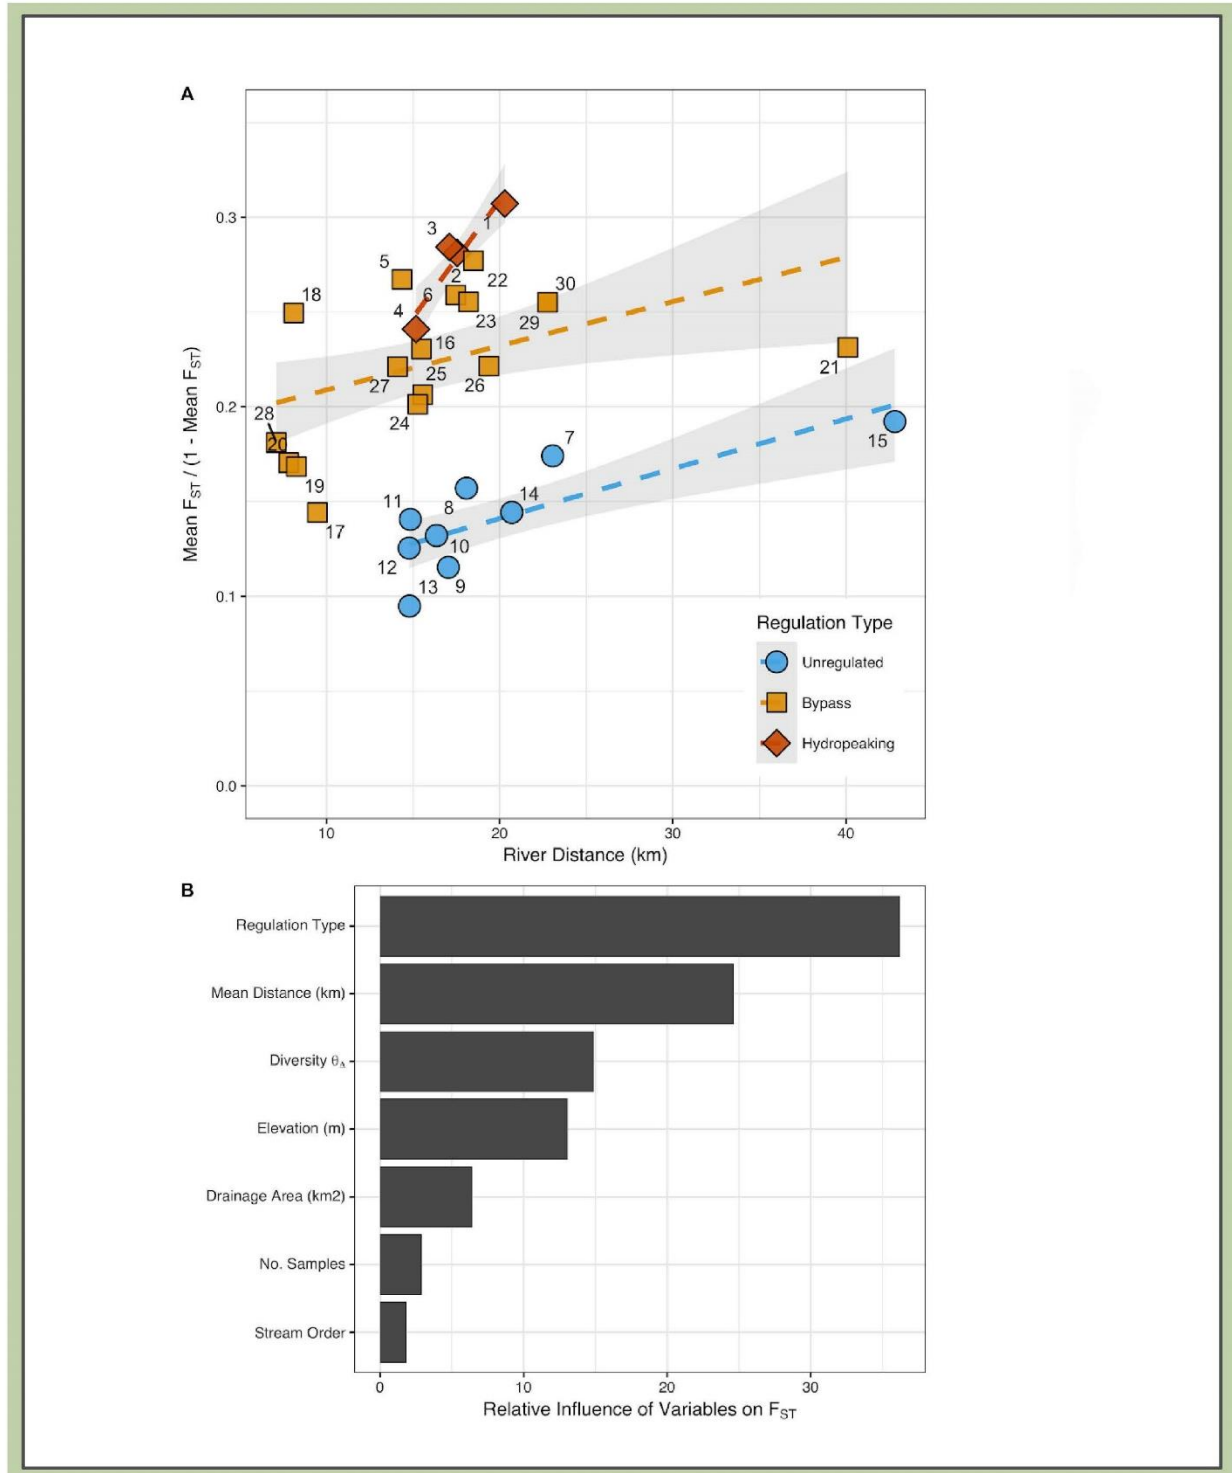 A
Mean F_ST / (1 - Mean F_ST)
0.3
0.2
0.1
0.0
1
3
5
2
22
30
18
6
4
23
29
16
21
27
25
26
28
24
20
7
15
19
11
8
14
17
10
12
13
9
Regulation Type
Unregulated
Bypass
Hydropeaking
10 20 30 40
River Distance (km)
B
Regulation Type
Mean Distance (km)
Diversity θ_Δ
Elevation (m)
Drainage Area (km2)
No. Samples
Stream Order
0 10 20 30
Relative Influence of Variables on F_ST